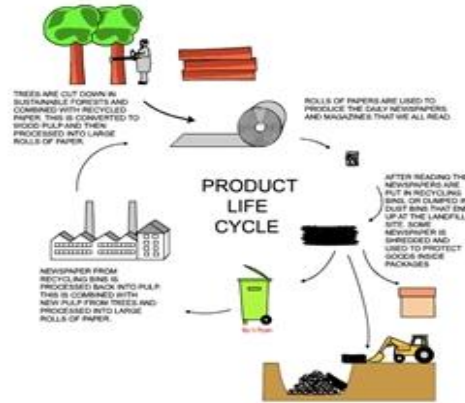 TREES ARE CUT DOWN IN
SUSTAINABLE FORESTS AND
COMBINED WITH RECYCLED
PAPER. THIS IS CONVERTED TO
WOOD PULP AND THEN
PROCESSED INTO LARGE
ROLLS OF PAPER.
ROLLS OF PAPERS ARE USED TO
PRODUCE THE DAILY NEWSPAPERS
AND MAGAZINES THAT WE ALL READ.
PRODUCT
LIFE
CYCLE
AFTER READING THE
NEWSPAPERS ARE
PUT IN RECYCLING
BINS, OR DUMPED IN
DUST BINS THAT END
UP AT THE LANDFILL
SITE. SOME
NEWSPAPER IS
SHREDDED AND
USED TO PROTECT
GOODS INSIDE
PACKAGES
NEWSPAPER FROM
RECYCLING BINS IS
PROCESSED BACK INTO PULP.
THIS IS COMBINED WITH
NEW PULP FROM TREES AND
PROCESSED INTO LARGE
ROLLS OF PAPER.